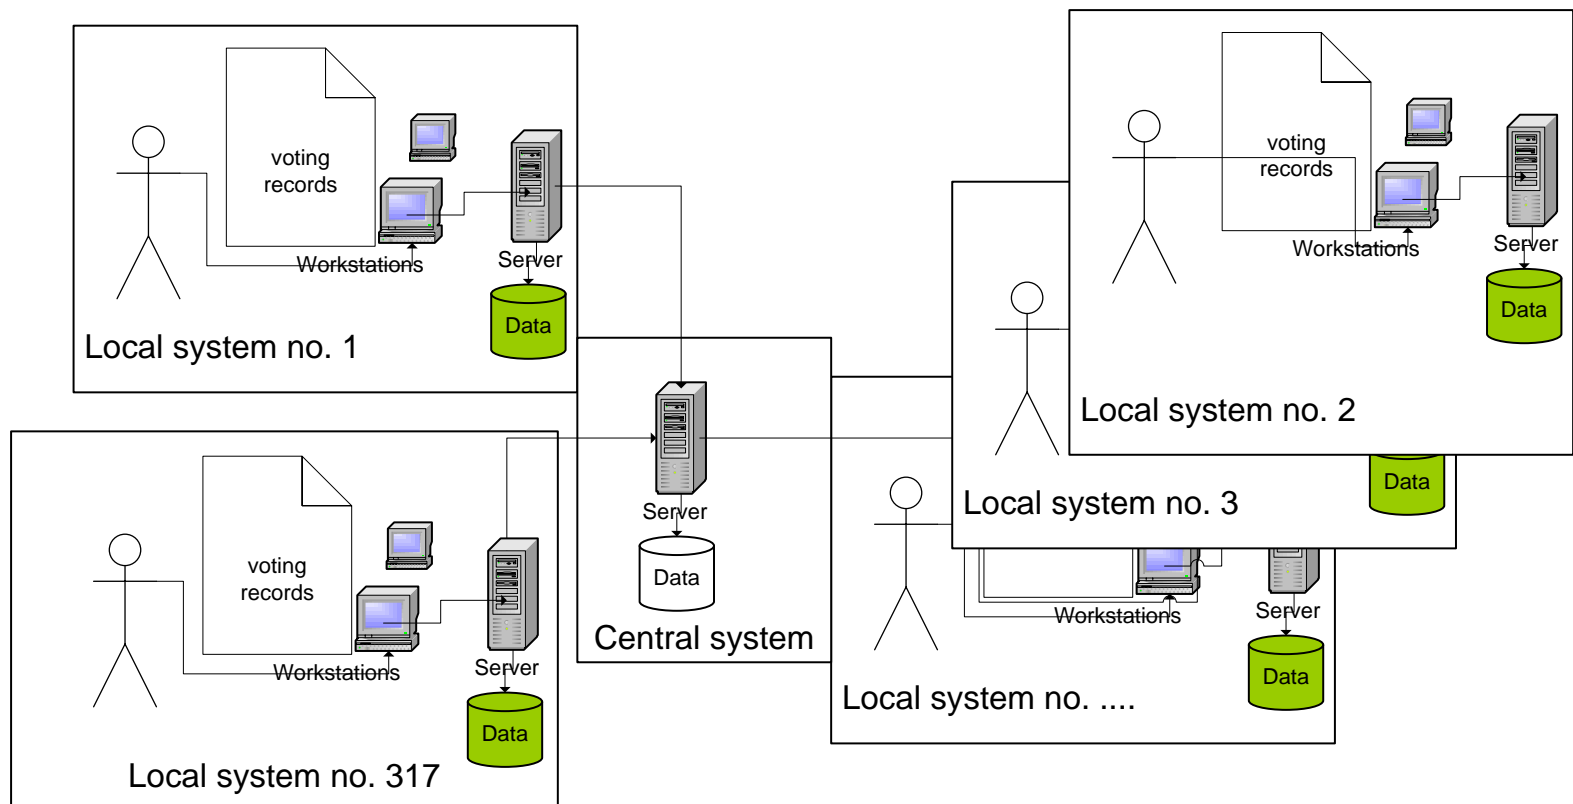 voting
records
Workstations
Server
Data
Local system no. 1
voting
records
Workstations
Server
Data
Local system no. 2
Data
Local system no. 3
Server
Data
Central system
Workstations
Server
Data
Local system no. ....
voting
records
Workstations
Server
Data
Local system no. 317